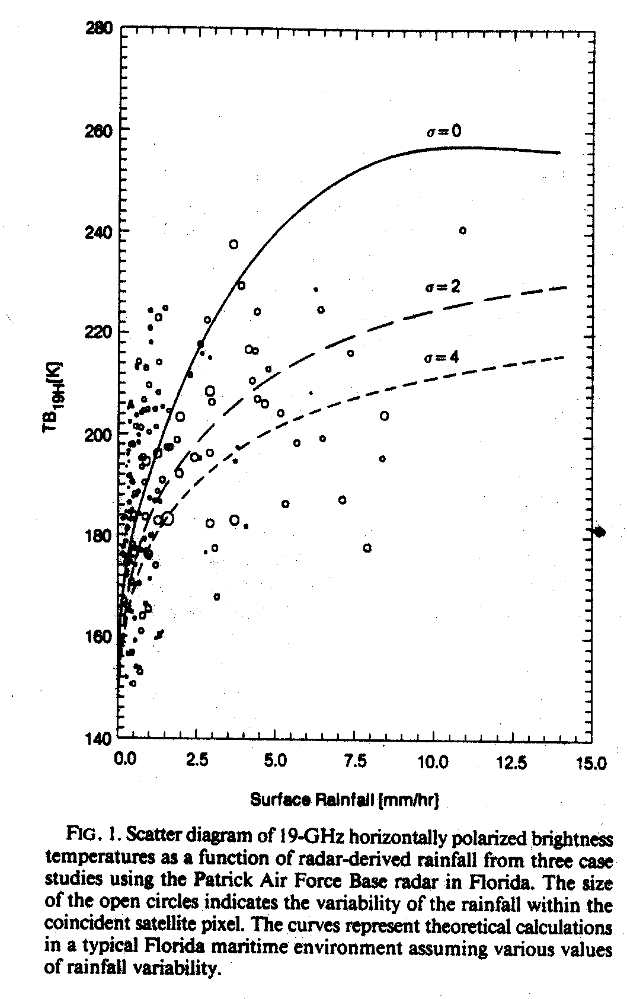 280
260
σ=0
240
σ=2
220
σ=4
TB19H[K]
200
180
160
140
0.0 2.5 5.0 7.5 10.0 12.5 15.0
Surface Rainfall [mm/hr]
FIG. 1. Scatter diagram of 19-GHz horizontally polarized brightness
temperatures as a function of radar-derived rainfall from three case
studies using the Patrick Air Force Base radar in Florida. The size
of the open circles indicates the variability of the rainfall within the
coincident satellite pixel. The curves represent theoretical calculations
in a typical Florida maritime environment assuming various values
of rainfall variability.